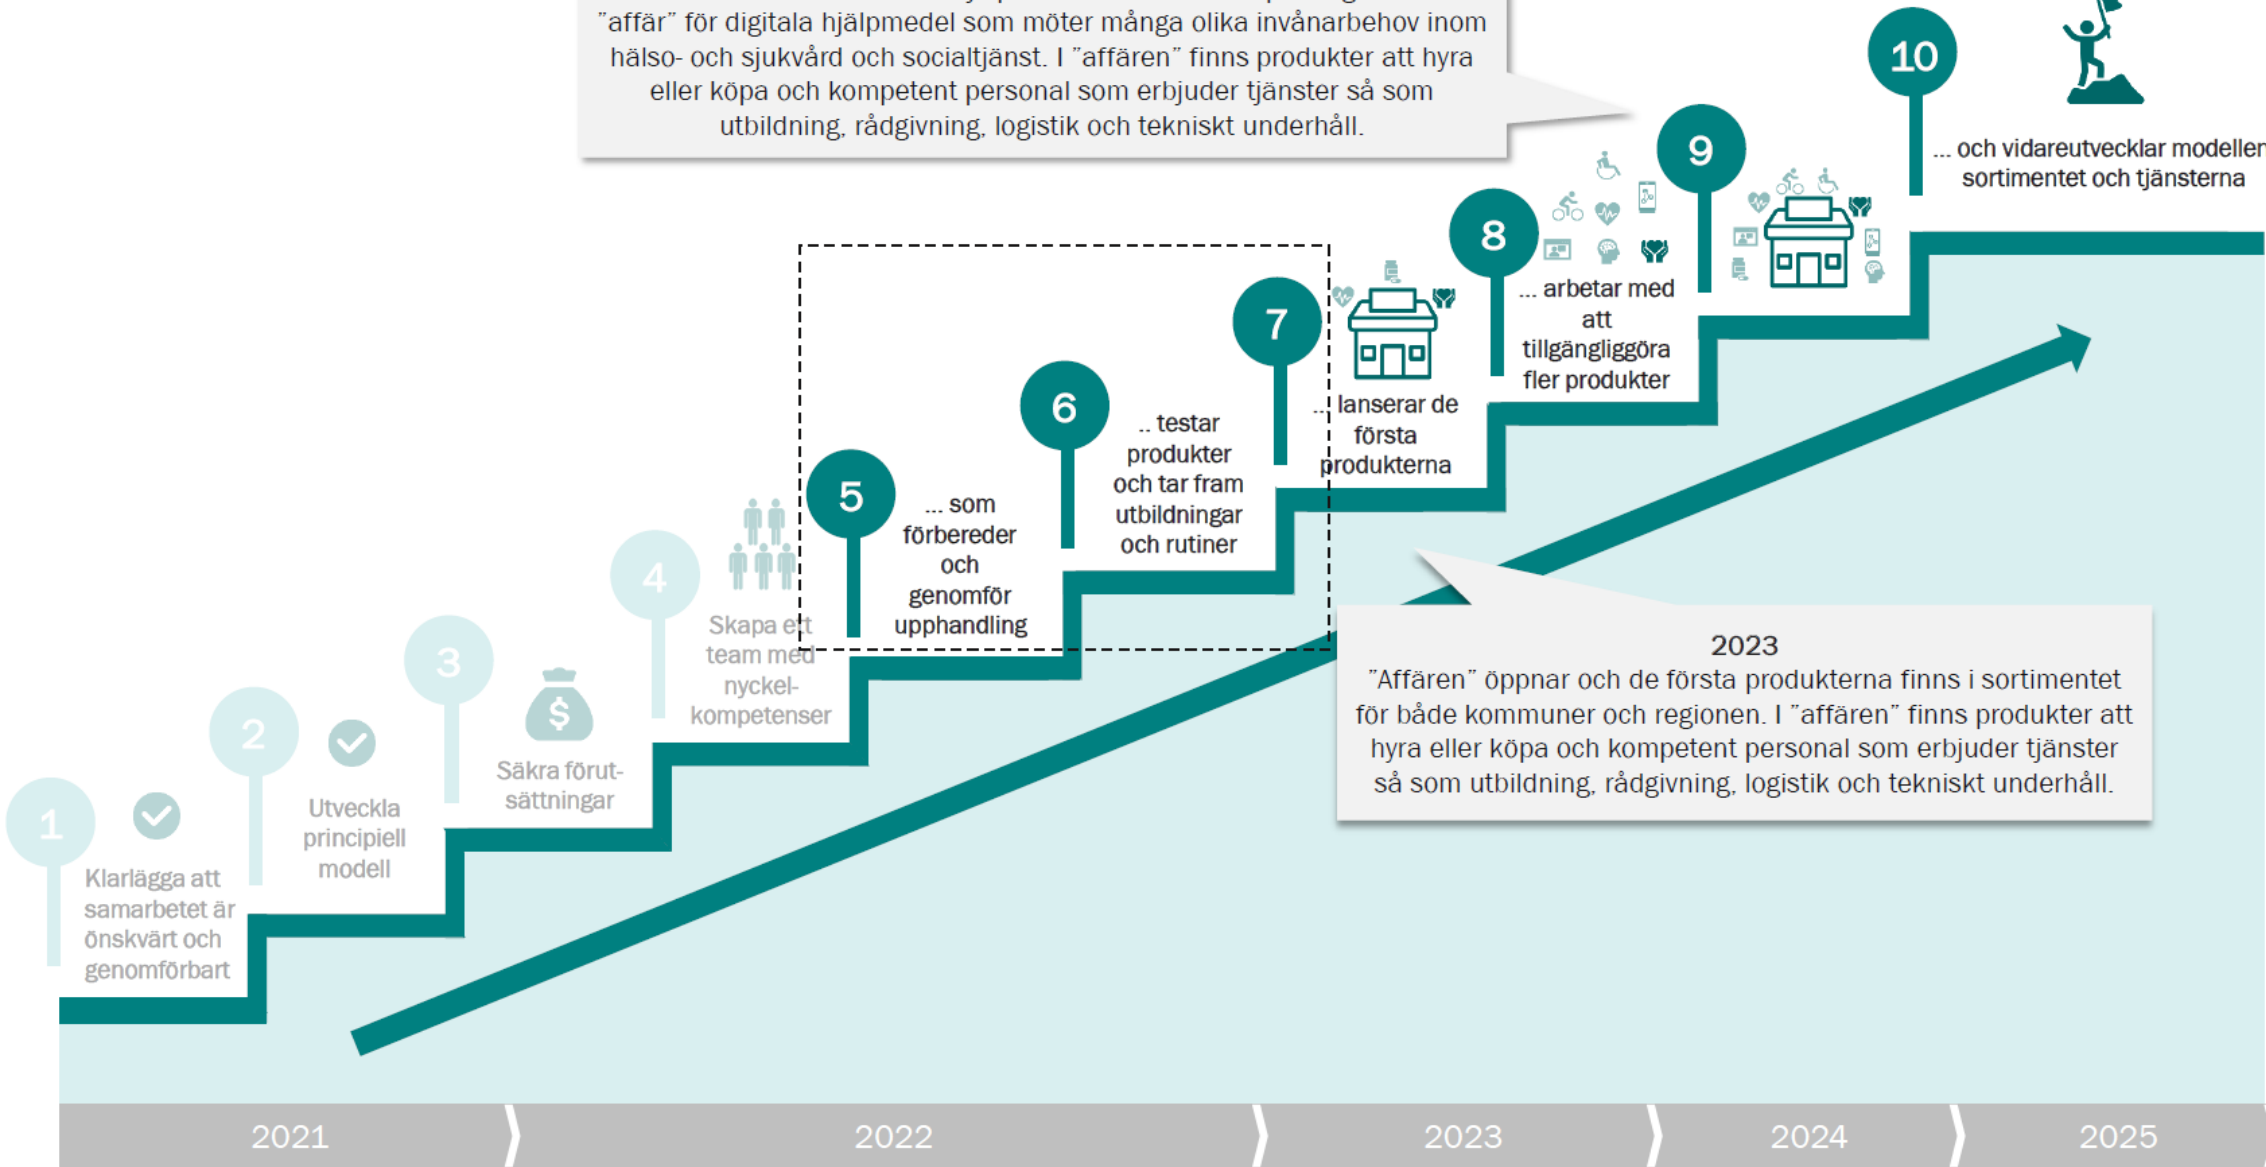 "affär" för digitala hjälpmedel som möter många olika invånarbehov inom
hälso- och sjukvård och socialtjänst. I "affären" finns produkter att hyra
eller köpa och kompetent personal som erbjuder tjänster så som
utbildning, rådgivning, logistik och tekniskt underhåll.
10
... och vidareutvecklar modellen
sortimentet och tjänsterna
9
8
... arbetar med
att
tillgängliggöra
fler produkter
7
... lanserar de
första
produkterna
6
.. testar
produkter
och tar fram
utbildningar
och rutiner
5
... som
förbereder
och
genomför
upphandling
4
Skapa ett
team med
nyckel-
kompetenser
3
$
Säkra förut-
sättningar
2
Utveckla
principiell
modell
1
Klarlägga att
samarbetet är
önskvärt och
genomförbart
2023
"Affären" öppnar och de första produkterna finns i sortimentet
för både kommuner och regionen. I "affären" finns produkter att
hyra eller köpa och kompetent personal som erbjuder tjänster
så som utbildning, rådgivning, logistik och tekniskt underhåll.
2021
2022
2023
2024
2025